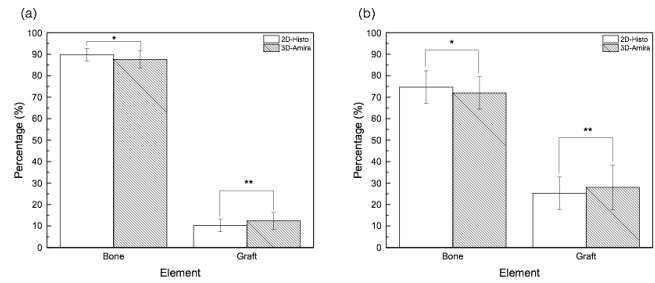 (a)
2D-Histo
3D-Amira
*
**
Percentage (%)
100
90
80
70
60
50
40
30
20
10
0
Bone
Graft
Element
(b)
2D-Histo
3D-Amira
*
**
Percentage (%)
100
90
80
70
60
50
40
30
20
10
0
Bone
Graft
Element